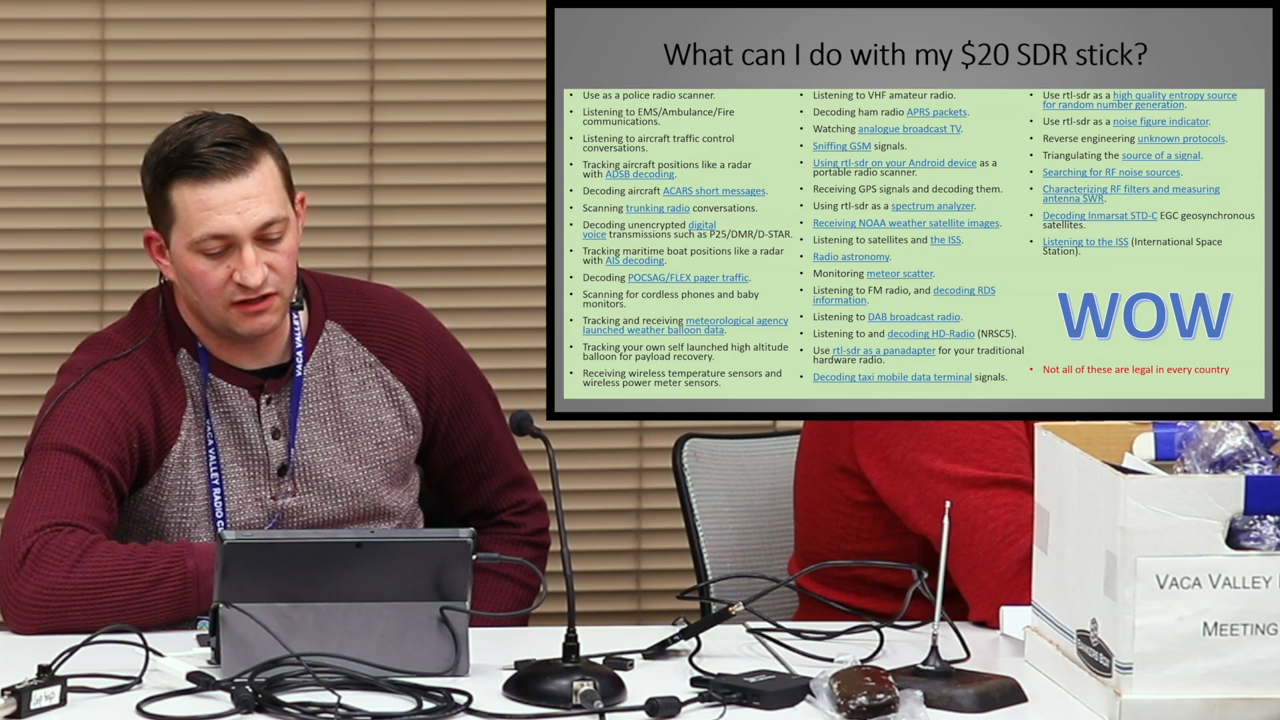 What can I do with my $20 SDR stick?
• Use as a police radio scanner.
• Listening to EMS/Ambulance/Fire
communications.
• Listening to aircraft traffic control
conversations.
• Tracking aircraft positions like a radar
with ADSB decoding.
• Decoding aircraft ACARS short messages.
• Scanning trunking radio conversations.
• Decoding unencrypted digital
voice transmissions such as P25/DMR/D-STAR.
• Tracking maritime boat positions like a radar
with AIS decoding.
• Decoding POCSAG/FLEX pager traffic.
• Scanning for cordless phones and baby
monitors.
• Tracking and receiving meteorological agency
launched weather balloon data.
• Tracking your own self launched high altitude
balloon for payload recovery.
• Receiving wireless temperature sensors and
wireless power meter sensors.
• Listening to VHF amateur radio.
• Decoding ham radio APRS packets.
• Watching analogue broadcast TV.
• Sniffing GSM signals.
• Using rtl-sdr on your Android device as a
portable radio scanner.
• Receiving GPS signals and decoding them.
• Using rtl-sdr as a spectrum analyzer.
• Receiving NOAA weather satellite images.
• Listening to satellites and the ISS.
• Radio astronomy.
• Monitoring meteor scatter.
• Listening to FM radio, and decoding RDS
information.
• Listening to DAB broadcast radio.
• Listening to and decoding HD-Radio (NRSC5).
• Use rtl-sdr as a panadapter for your traditional
hardware radio.
• Decoding taxi mobile data terminal signals.
• Use rtl-sdr as a high quality entropy source
for random number generation.
• Use rtl-sdr as a noise figure indicator.
• Reverse engineering unknown protocols.
• Triangulating the source of a signal.
• Searching for RF noise sources.
• Characterizing RF filters and measuring
antenna SWR.
• Decoding Inmarsat STD-C EGC geosynchronous
satellites.
• Listening to the ISS (International Space
Station).
WOW
• Not all of these are legal in every country
VACA VALLEY
VACA VALLEY RADIO CL
VACA VALLEY
MEETING
BANKERS BOX